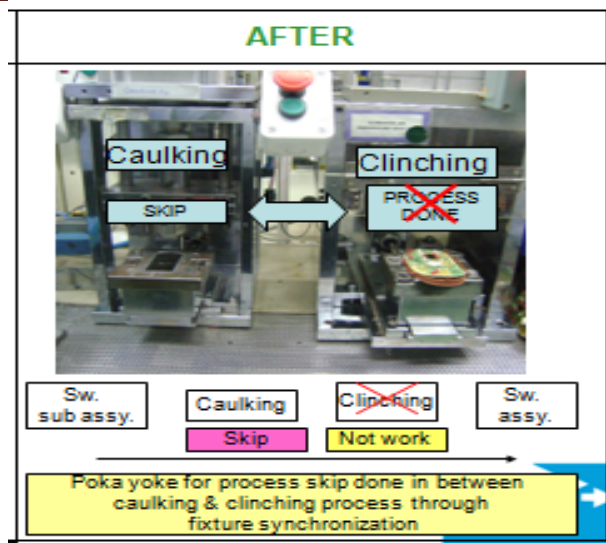 AFTER
Caulking
Clinching
SKIP
PROCESS
DONE
Sw.
sub assy.
Caulking
Clinching
Sw.
assy.
Skip
Not work
Poka yoke for process skip done in between
caulking & clinching process through
fixture synchronization